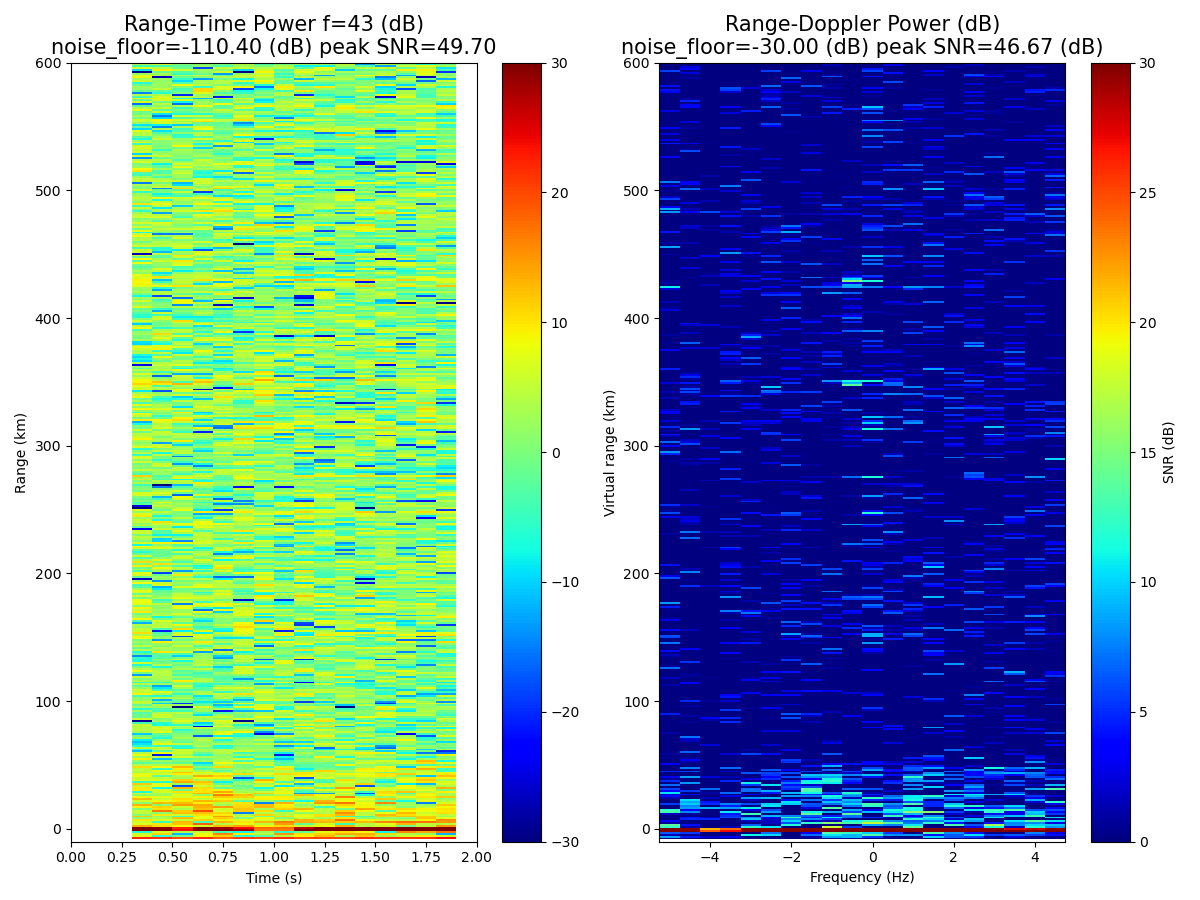 Range-Time Power f=43 (dB)
noise_floor=-110.40 (dB) peak SNR=49.70
Range (km)
600
500
400
300
200
100
0
0.00 0.25 0.50 0.75 1.00 1.25 1.50 1.75 2.00
Time (s)
30
20
10
0
−10
−20
−30
Range-Doppler Power (dB)
noise_floor=-30.00 (dB) peak SNR=46.67 (dB)
Virtual range (km)
600
500
400
300
200
100
0
−4 −2 0 2 4
Frequency (Hz)
30
25
20
15
10
5
0
SNR (dB)